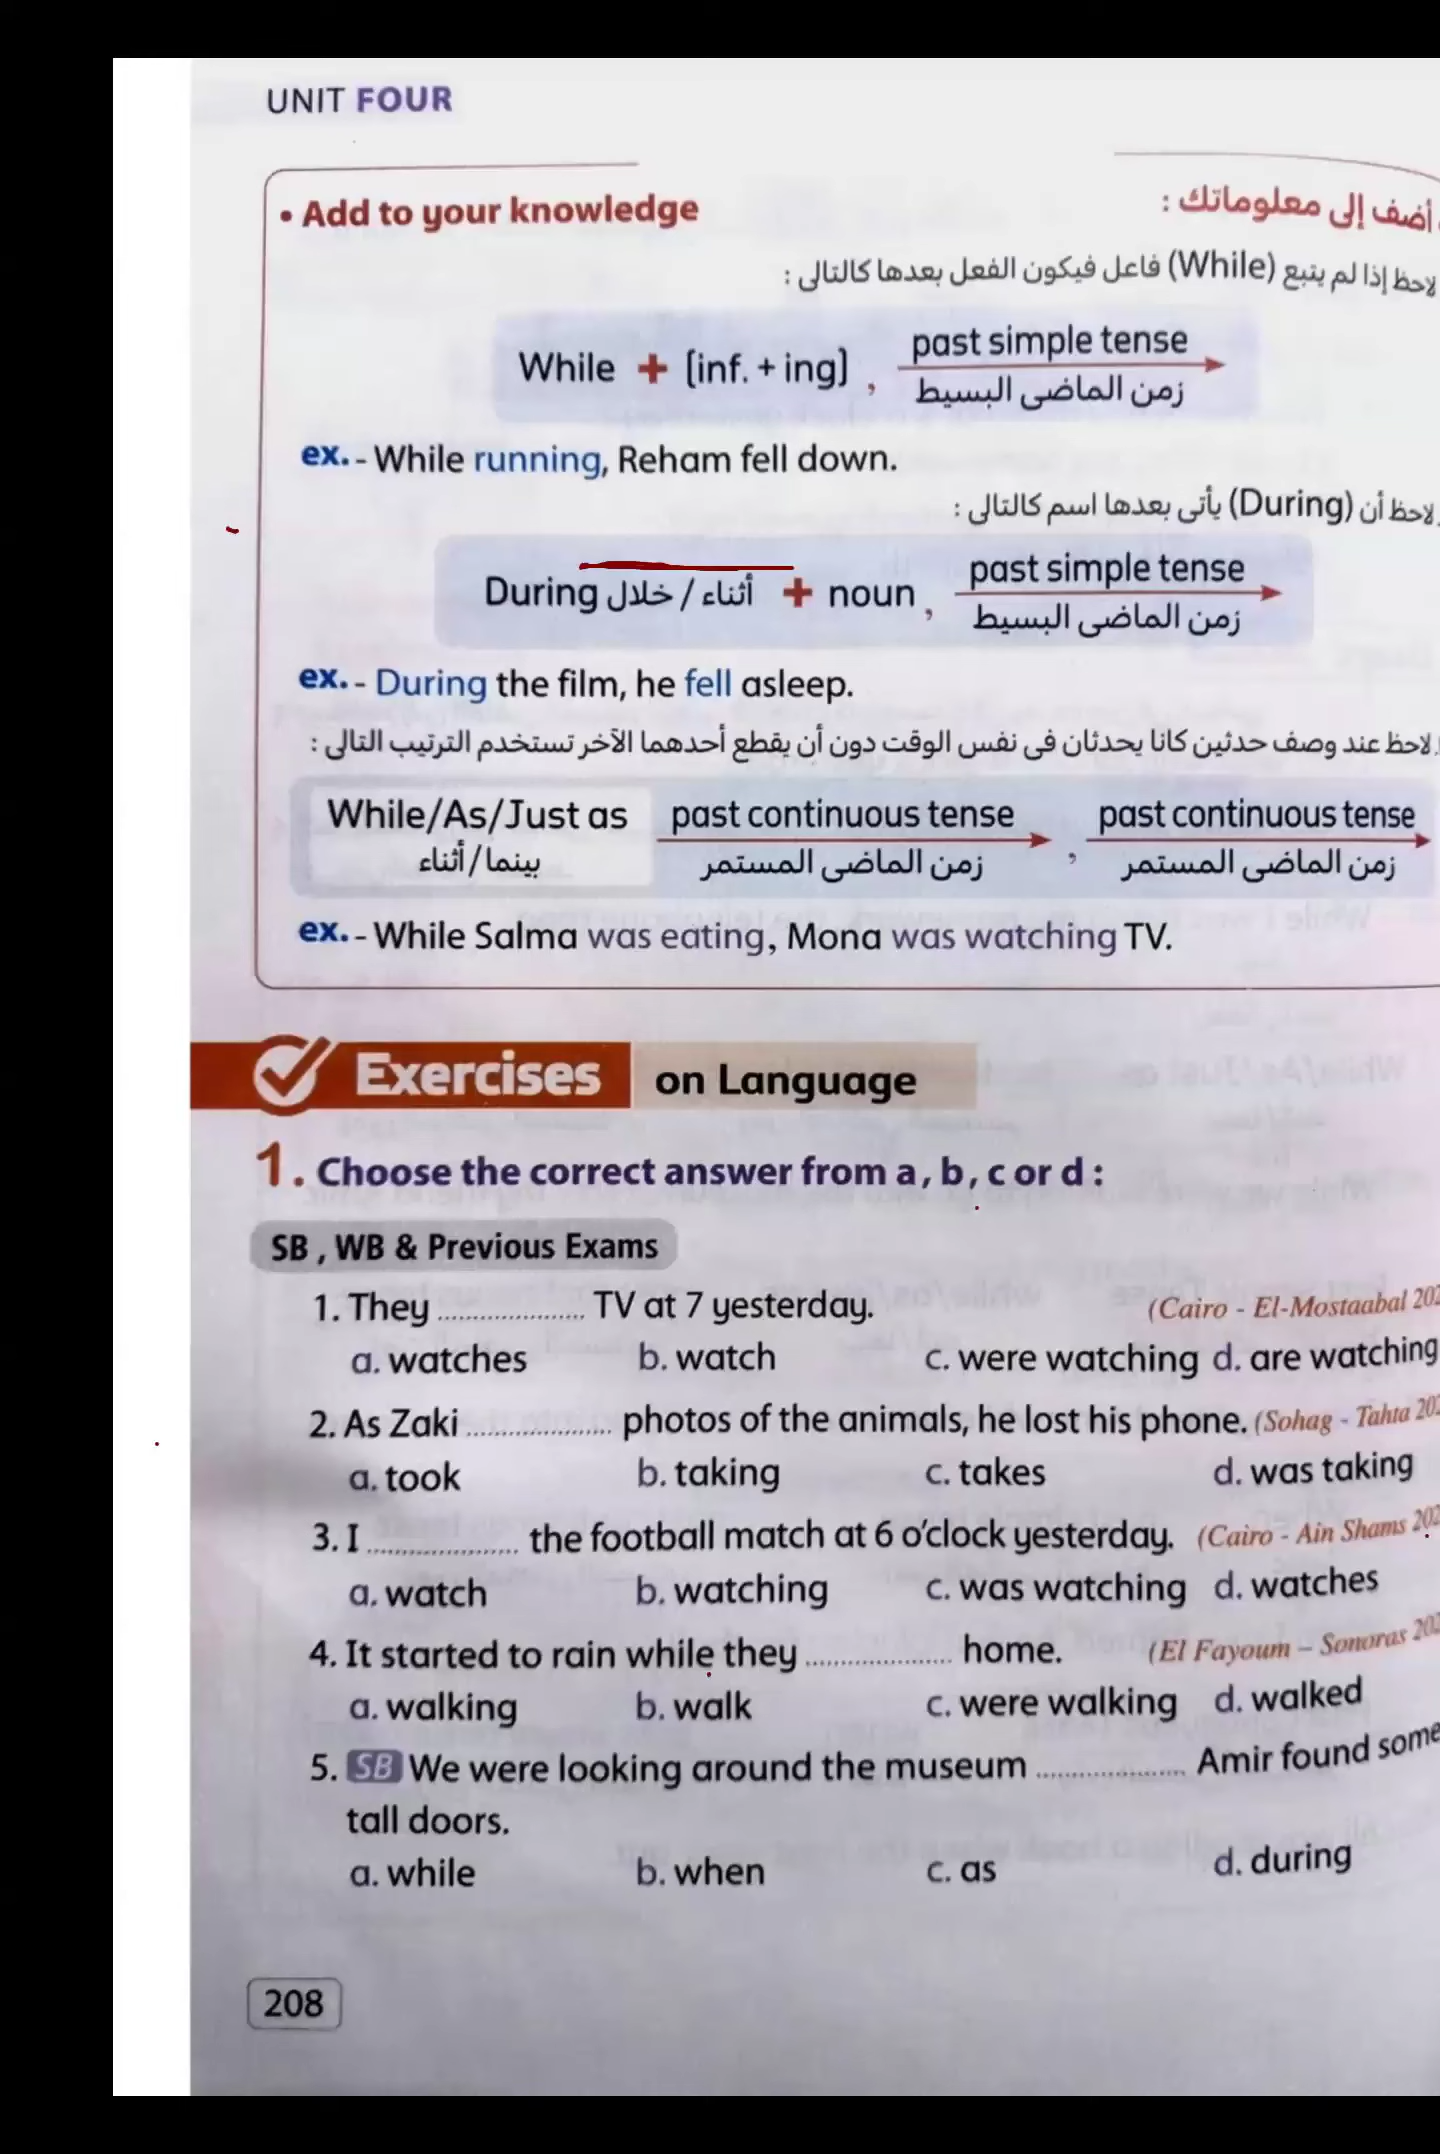 UNIT FOUR
• Add to your knowledge
أضف إلى معلوماتك :
لاحظ إذا لم يتبع (While) فاعل فيكون الفعل بعدها كالتالى :
While + (inf. + ing) , past simple tense
زمن الماضى البسيط
ex. - While running, Reham fell down.
لاحظ أن (During) يأتى بعدها اسم كالتالى :
During أثناء / خلال + noun , past simple tense
زمن الماضى البسيط
ex. - During the film, he fell asleep.
لاحظ عند وصف حدثين كانا يحدثان فى نفس الوقت دون أن يقطع أحدهما الآخر تستخدم الترتيب التالى :
While/As/Just as past continuous tense , past continuous tense
بينما / أثناء زمن الماضى المستمر زمن الماضى المستمر
ex. - While Salma was eating, Mona was watching TV.
Exercises on Language
1. Choose the correct answer from a, b, c or d :
SB , WB & Previous Exams
1. They .................... TV at 7 yesterday. (Cairo - El-Mostaabal 202
a. watches b. watch c. were watching d. are watching
2. As Zaki .................... photos of the animals, he lost his phone. (Sohag - Tahta 202
a. took b. taking c. takes d. was taking
3. I .................... the football match at 6 o'clock yesterday. (Cairo - Ain Shams 202
a. watch b. watching c. was watching d. watches
4. It started to rain while they .................... home. (El Fayoum – Sonoras 202
a. walking b. walk c. were walking d. walked
5. SB We were looking around the museum .................... Amir found some
tall doors.
a. while b. when c. as d. during
208